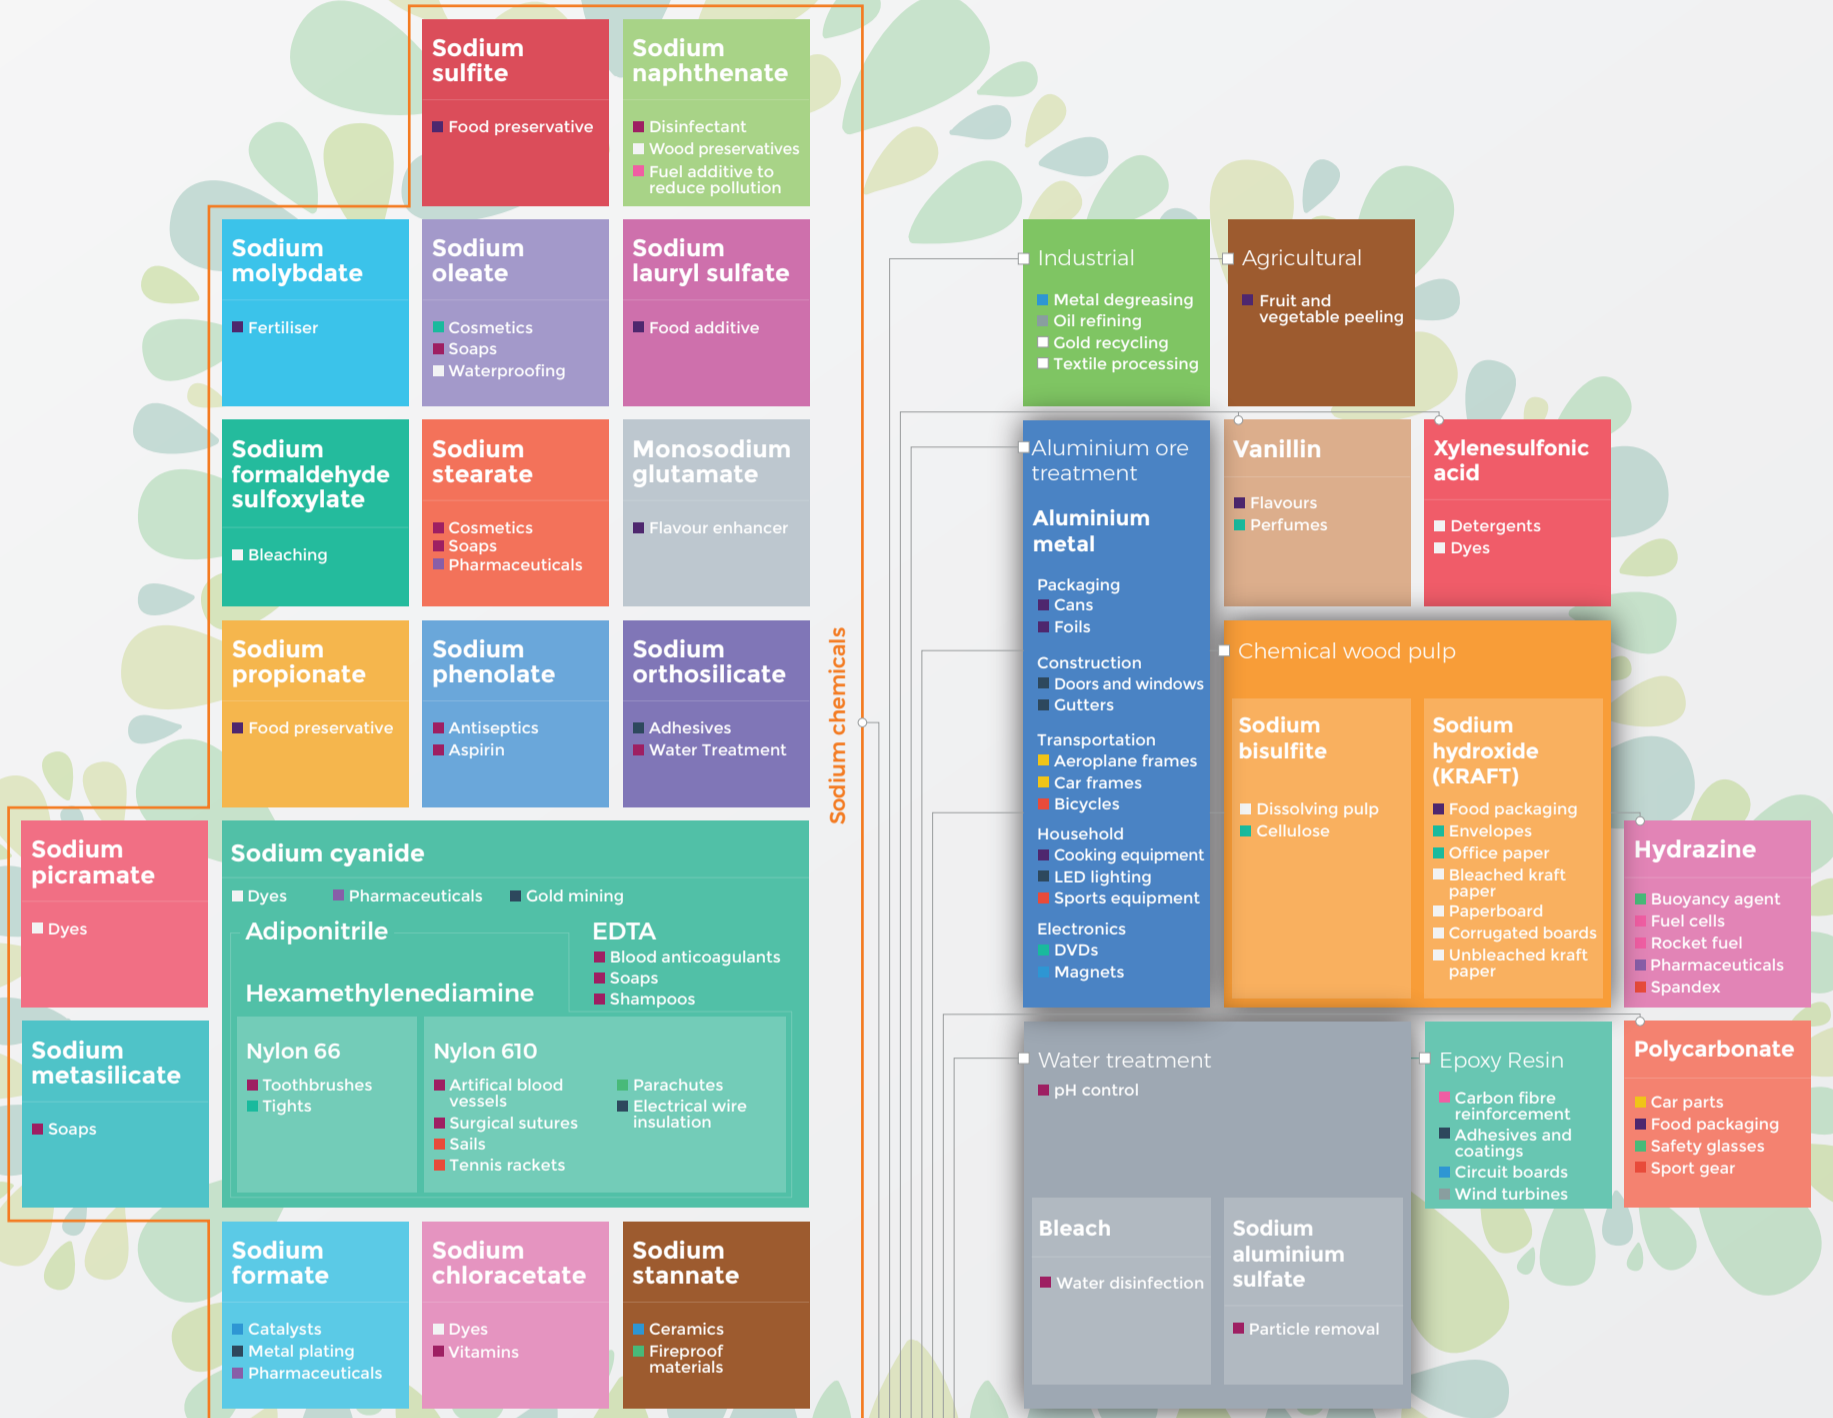 Sodium
sulfite
Food preservative
Sodium
naphthenate
Disinfectant
Wood preservatives
Fuel additive to
reduce pollution
Sodium
molybdate
Fertiliser
Sodium
oleate
Cosmetics
Soaps
Waterproofing
Sodium
lauryl sulfate
Food additive
Sodium
formaldehyde
sulfoxylate
Bleaching
Sodium
stearate
Cosmetics
Soaps
Pharmaceuticals
Monosodium
glutamate
Flavour enhancer
Sodium
propionate
Food preservative
Sodium
phenolate
Antiseptics
Aspirin
Sodium
orthosilicate
Adhesives
Water Treatment
Sodium chemicals
Sodium
picramate
Dyes
Sodium cyanide
Dyes
Pharmaceuticals
Gold mining
Adiponitrile
Hexamethylenediamine
EDTA
Blood anticoagulants
Soaps
Shampoos
Nylon 66
Toothbrushes
Tights
Nylon 610
Artifical blood
vessels
Surgical sutures
Sails
Tennis rackets
Parachutes
Electrical wire
insulation
Sodium
metasilicate
Soaps
Sodium
formate
Catalysts
Metal plating
Pharmaceuticals
Sodium
chloracetate
Dyes
Vitamins
Sodium
stannate
Ceramics
Fireproof
materials
Industrial
Metal degreasing
Oil refining
Gold recycling
Textile processing
Agricultural
Fruit and
vegetable peeling
Aluminium ore
treatment
Aluminium
metal
Packaging
Cans
Foils
Construction
Doors and windows
Gutters
Transportation
Aeroplane frames
Car frames
Bicycles
Household
Cooking equipment
LED lighting
Sports equipment
Electronics
DVDs
Magnets
Vanillin
Flavours
Perfumes
Xylenesulfonic
acid
Detergents
Dyes
Chemical wood pulp
Sodium
bisulfite
Dissolving pulp
Cellulose
Sodium
hydroxide
(KRAFT)
Food packaging
Envelopes
Office paper
Bleached kraft
paper
Paperboard
Corrugated boards
Unbleached kraft
paper
Hydrazine
Buoyancy agent
Fuel cells
Rocket fuel
Pharmaceuticals
Spandex
Water treatment
pH control
Bleach
Water disinfection
Sodium
aluminium
sulfate
Particle removal
Epoxy Resin
Carbon fibre
reinforcement
Adhesives and
coatings
Circuit boards
Wind turbines
Polycarbonate
Car parts
Food packaging
Safety glasses
Sport gear